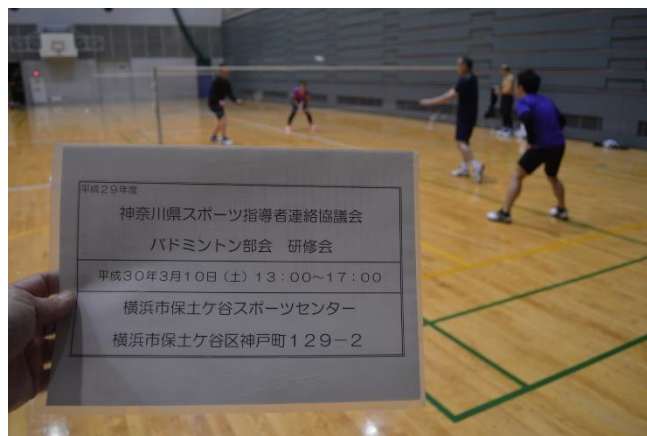 平成29年度
神奈川県スポーツ指導者連絡協議会
バドミントン部会 研修会
平成30年3月10日（土）13：00～17：00
横浜市保土ケ谷スポーツセンター
横浜市保土ケ谷区神戸町129－2